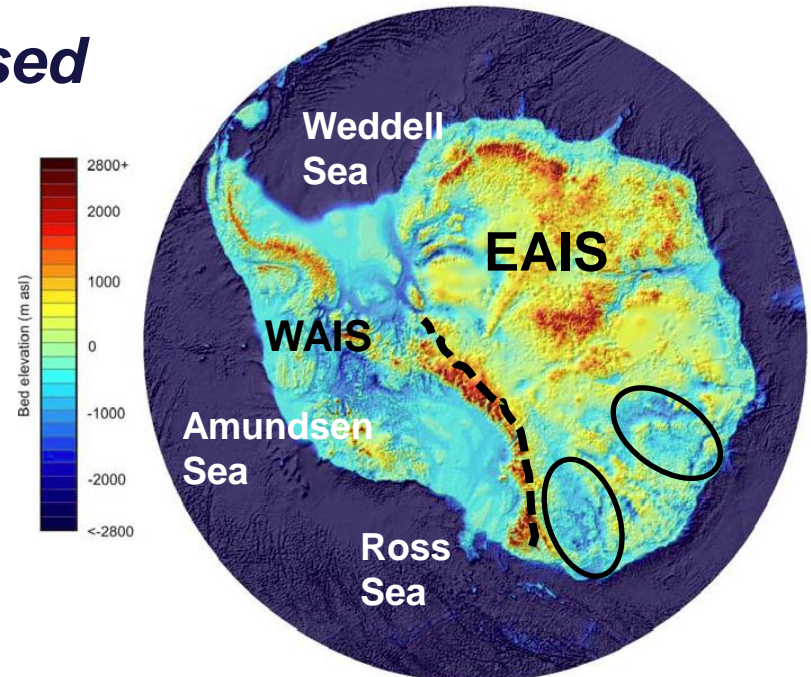 sed
Weddell
Sea
EAIS
WAIS
Amundsen
Sea
Ross
Sea
Bed elevation (m asl)
2800+
2000
1000
0
-1000
-2000
<-2800